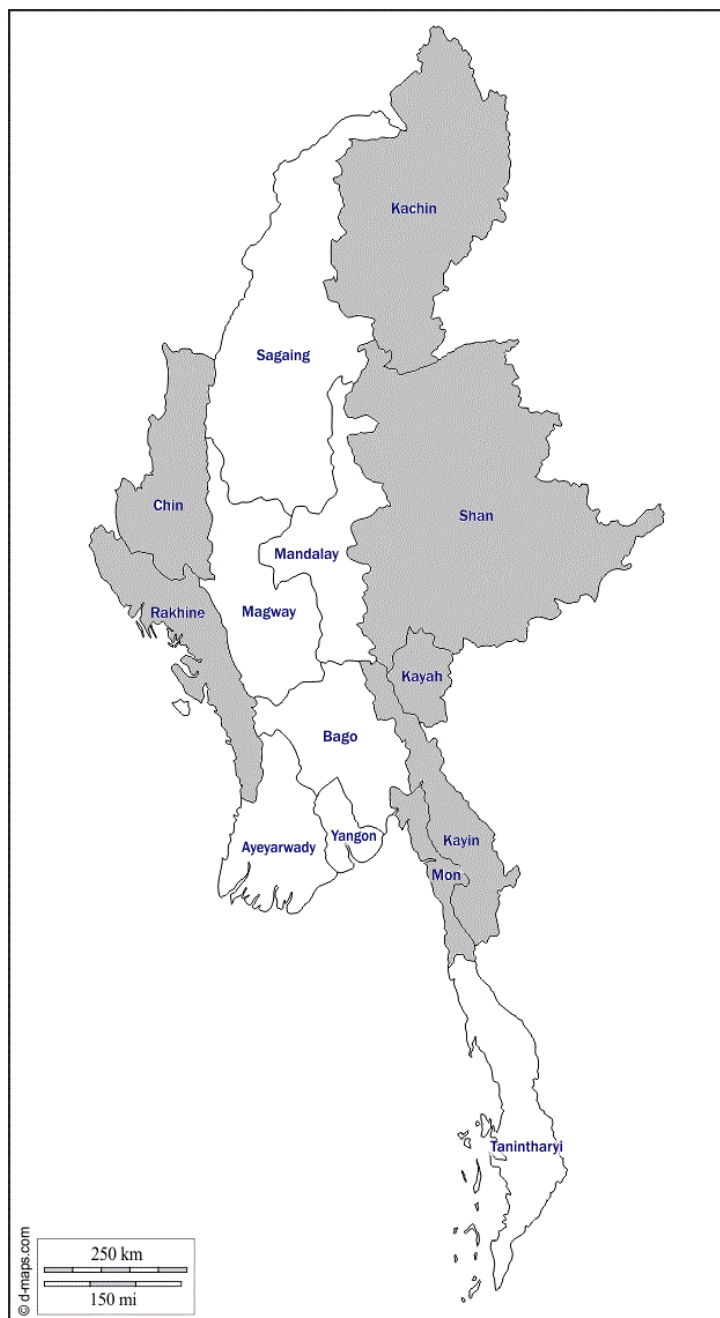 Kachin
Sagaing
Chin
Shan
Mandalay
Rakhine
Magway
Kayah
Bago
Yangon
Ayeyarwady
Kayin
Mon
Tanintharyi
250 km
150 mi
© d-maps.com